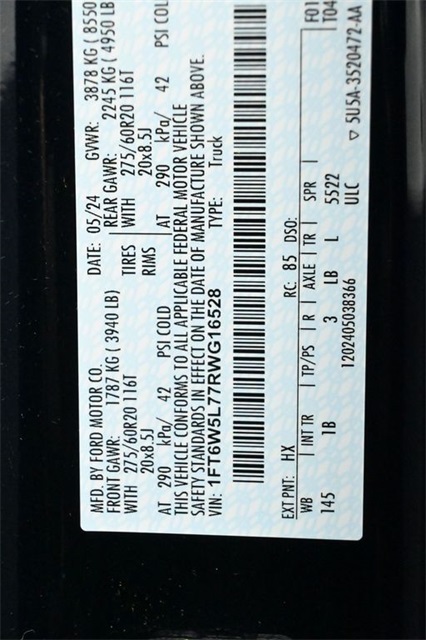 MFD. BY FORD MOTOR CO. DATE: 05/24 GVWR: 3878 KG ( 8550
FRONT GAWR: 1787 KG ( 3940 LB) REAR GAWR: 2245 KG ( 4950 LB
WITH 275/60R20 116T TIRES WITH 275/60R20 116T
20x8.5J RIMS 20x8.5J
AT 290 kPa/ 42 PSI COLD AT 290 kPa/ 42 PSI COL
THIS VEHICLE CONFORMS TO ALL APPLICABLE FEDERAL MOTOR VEHICLE
SAFETY STANDARDS IN EFFECT ON THE DATE OF MANUFACTURE SHOWN ABOVE.
VIN: 1FT6W5L77RWG16528 TYPE: Truck
EXT PNT: HX RC: 85 DSO:
WB INT TR TP/PS R AXLE TR SPR F01
145 1B 3 LB L 5522 T04
1202405038366 ULC ▽ 5U5A-3520472-AA